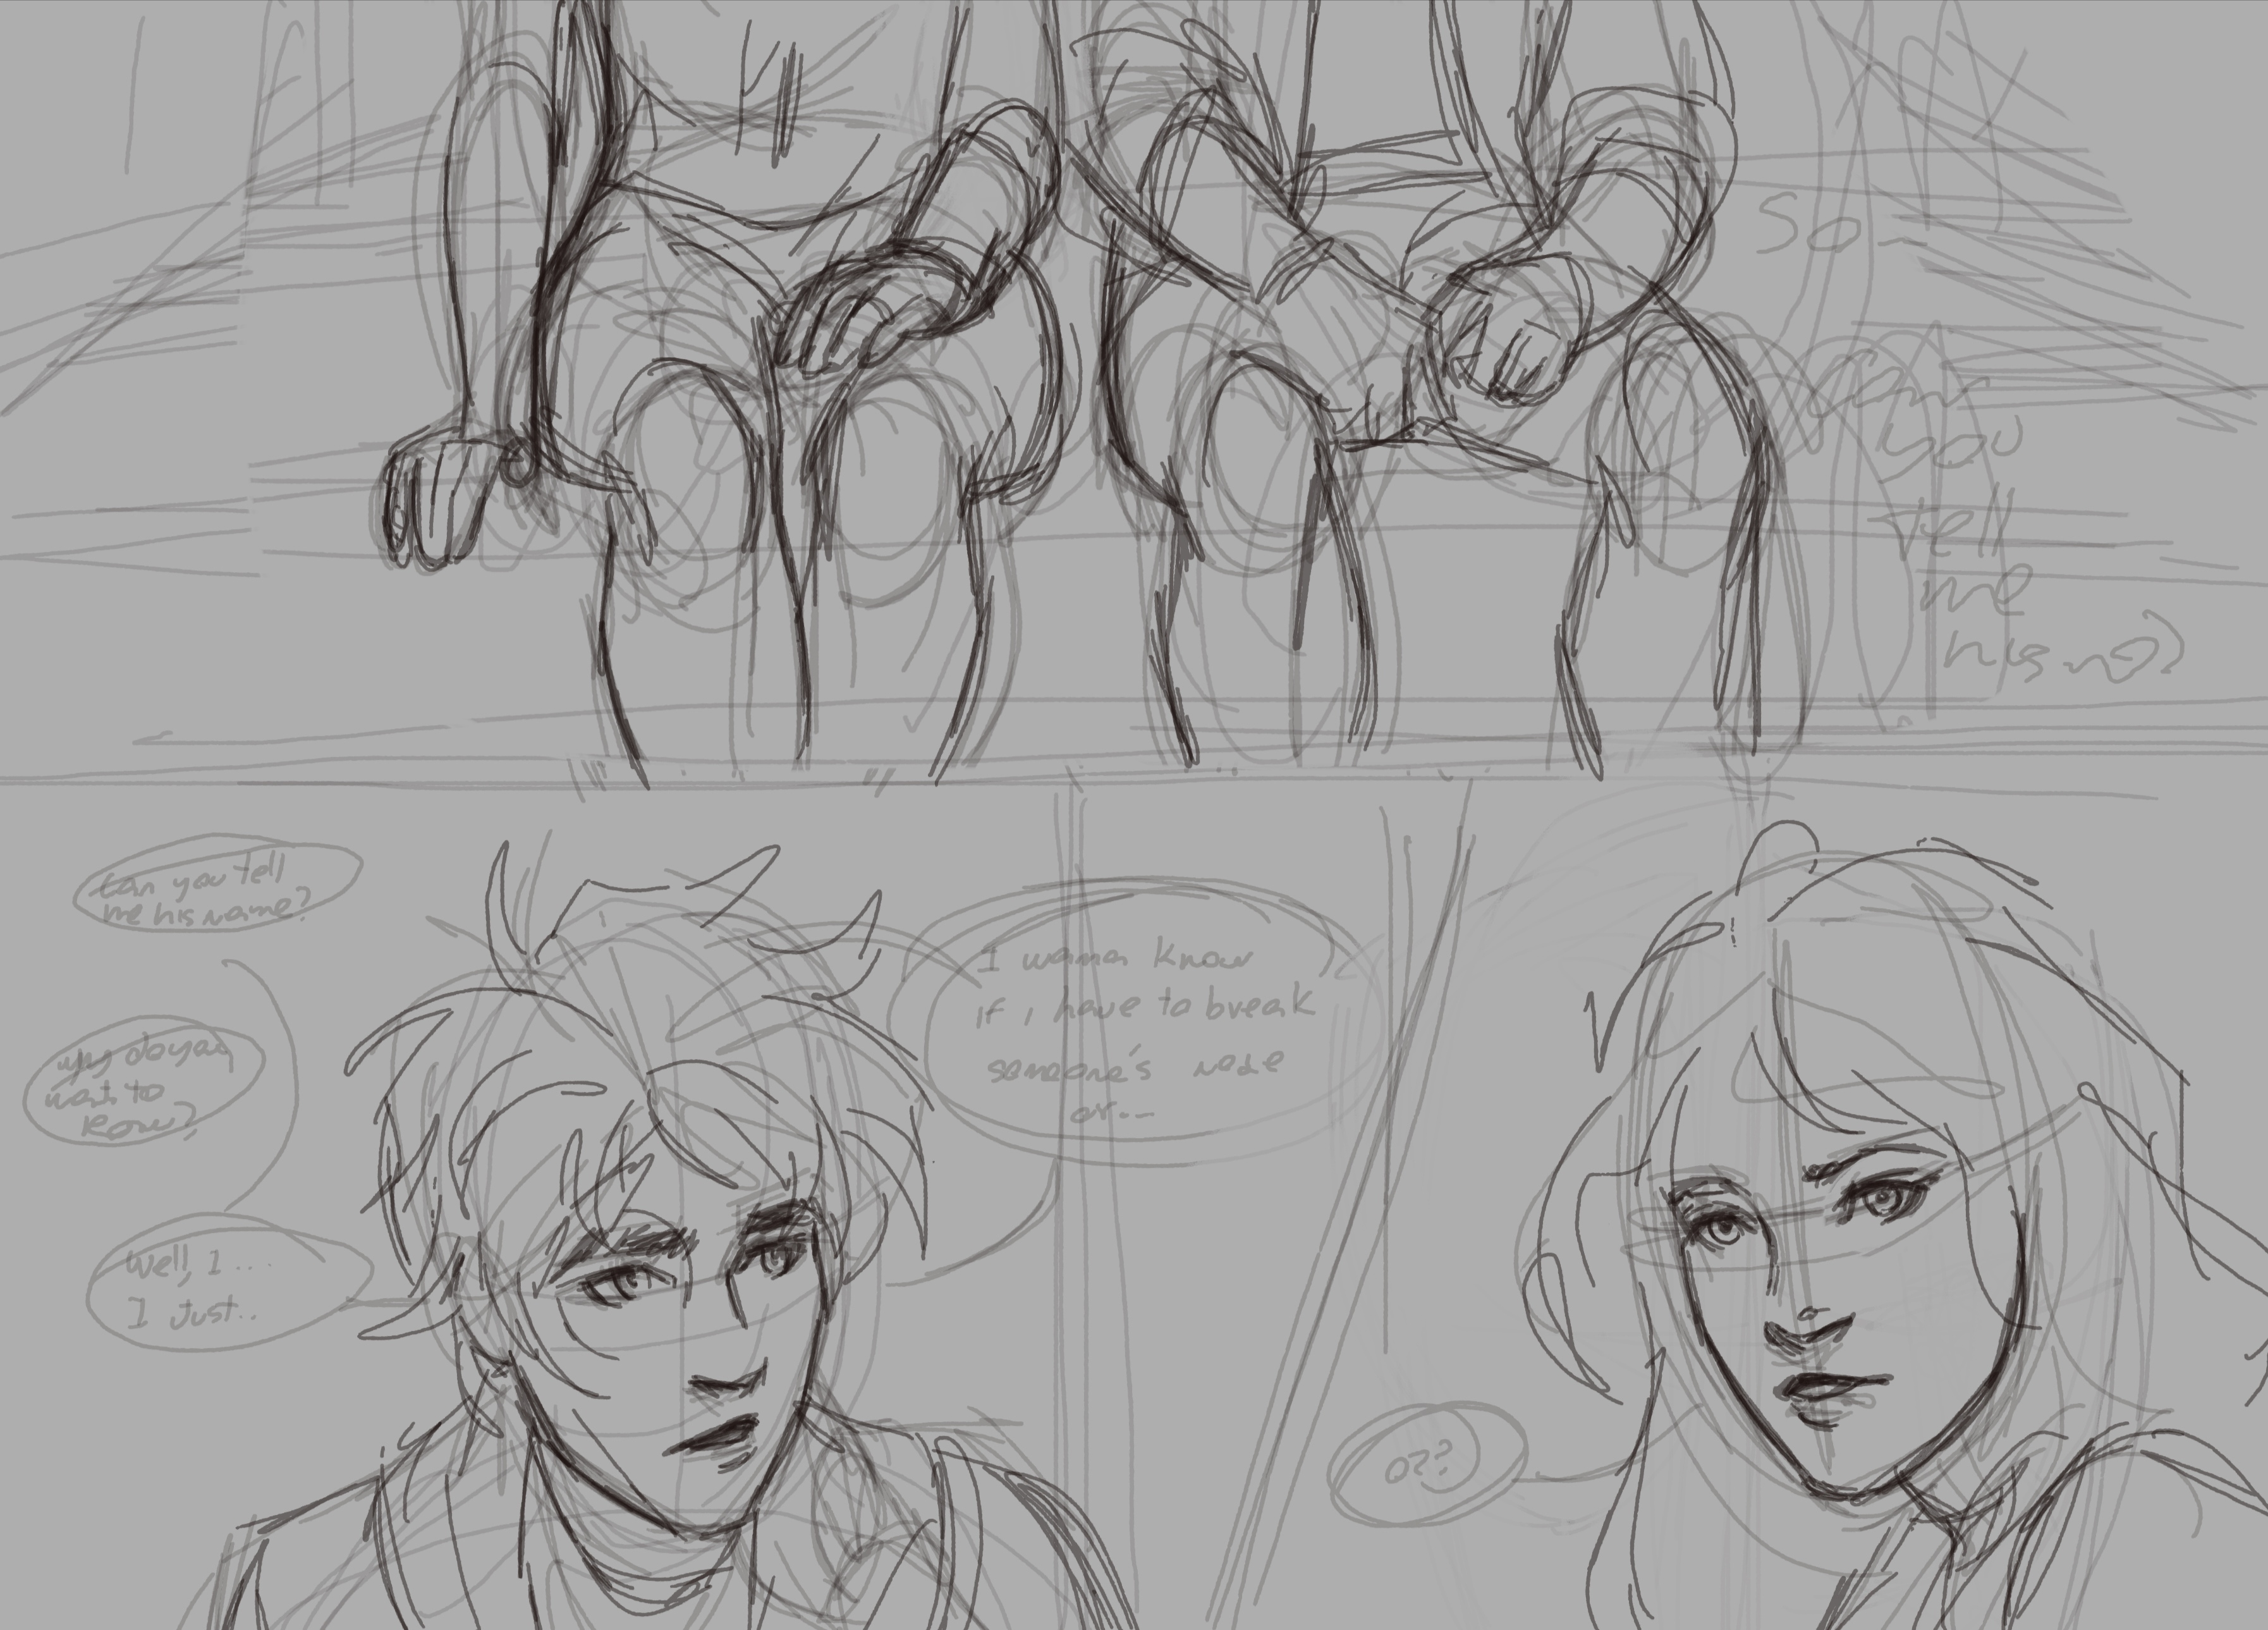 So..
can
you
tell
me
his
Can you tell
me his name?
why do you
want to
know?
Well, I ...
I Just..
I wanna know
if i have to break
someone's nose
or...
or?